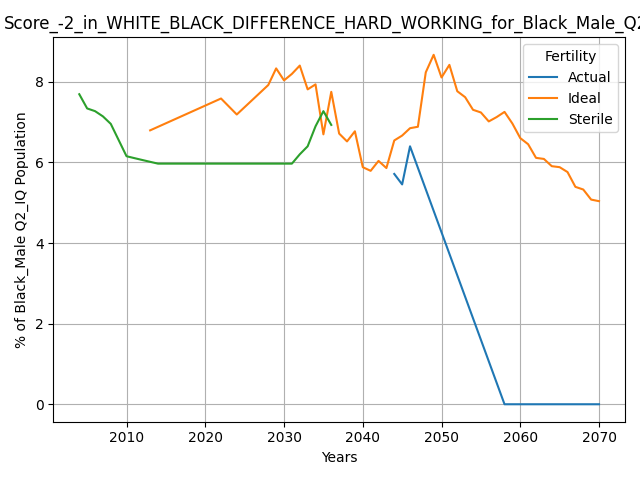 Score_-2_in_WHITE_BLACK_DIFFERENCE_HARD_WORKING_for_Black_Male_Q2
Fertility
Actual
Ideal
Sterile
% of Black_Male Q2_IQ Population
8
6
4
2
0
2010 2020 2030 2040 2050 2060 2070
Years